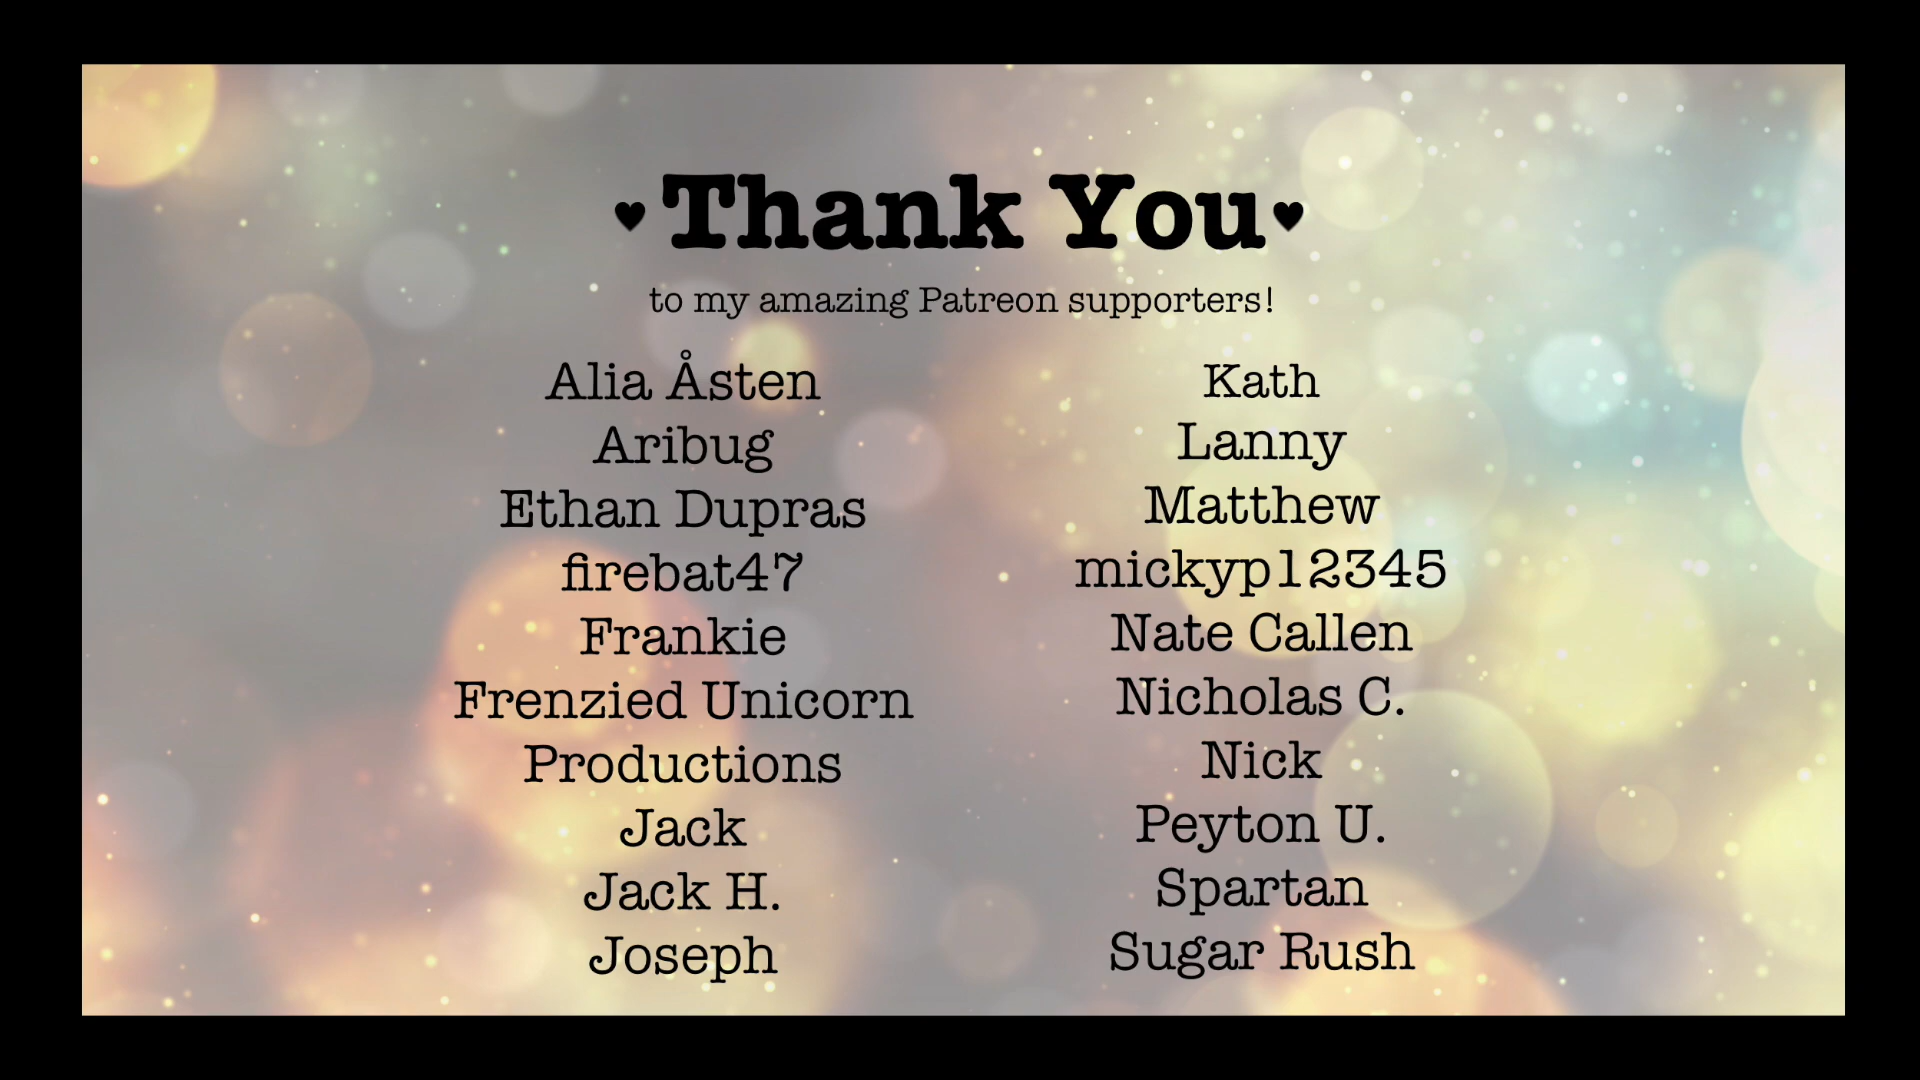 ♥Thank You♥
to my amazing Patreon supporters!
Alia Åsten
Aribug
Ethan Dupras
firebat47
Frankie
Frenzied Unicorn
Productions
Jack
Jack H.
Joseph
Kath
Lanny
Matthew
mickyp12345
Nate Callen
Nicholas C.
Nick
Peyton U.
Spartan
Sugar Rush